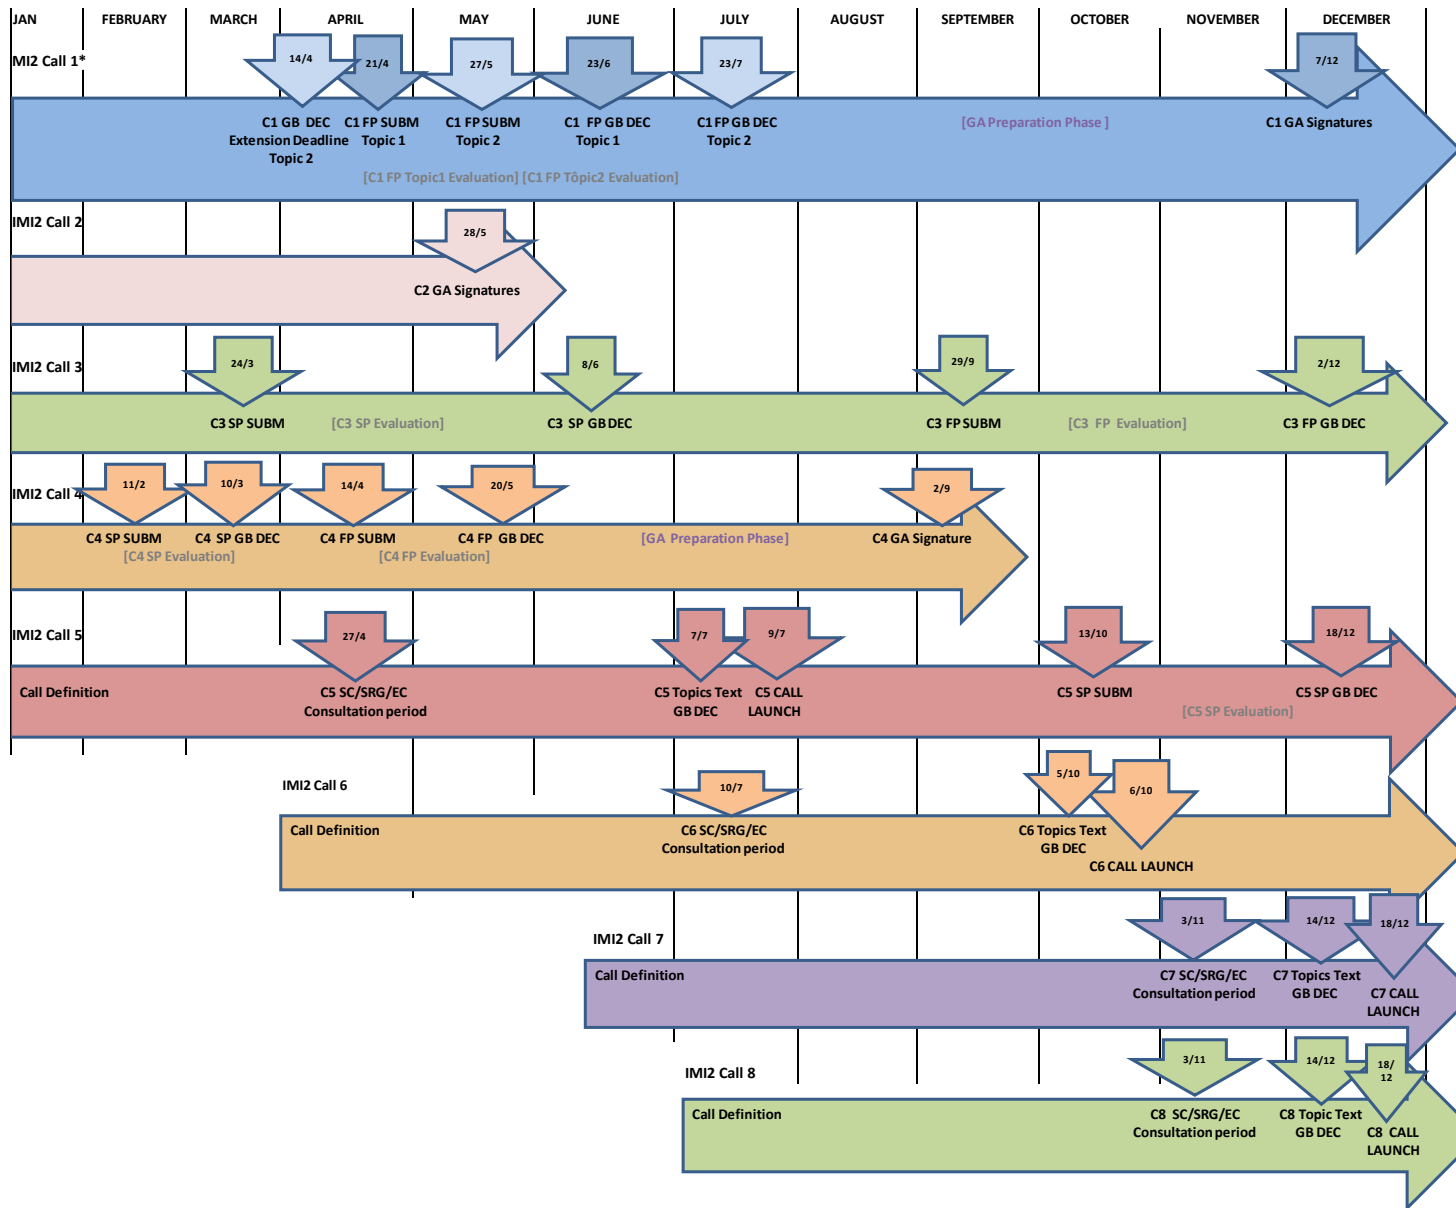 JAN FEBRUARY MARCH APRIL MAY JUNE JULY AUGUST SEPTEMBER OCTOBER NOVEMBER DECEMBER
MI2 Call 1*
14/4 21/4 27/5 23/6 23/7 7/12
C1 GB DEC C1 FP SUBM C1 FP SUBM C1 FP GB DEC C1 FP GB DEC [GA Preparation Phase ] C1 GA Signatures
Extension Deadline Topic 1 Topic 2 Topic 1 Topic 2
Topic 2
[C1 FP Topic1 Evaluation] [C1 FP Tôpic2 Evaluation]
IMI2 Call 2
28/5
C2 GA Signatures
IMI2 Call 3
24/3 8/6 29/9 2/12
C3 SP SUBM [C3 SP Evaluation] C3 SP GB DEC C3 FP SUBM [C3 FP Evaluation] C3 FP GB DEC
IMI2 Call 4
11/2 10/3 14/4 20/5 2/9
C4 SP SUBM C4 SP GB DEC C4 FP SUBM C4 FP GB DEC [GA Preparation Phase] C4 GA Signature
[C4 SP Evaluation] [C4 FP Evaluation]
IMI2 Call 5
27/4 7/7 9/7 13/10 18/12
Call Definition C5 SC/SRG/EC C5 Topics Text C5 CALL C5 SP SUBM C5 SP GB DEC
Consultation period GB DEC LAUNCH [C5 SP Evaluation]
IMI2 Call 6
10/7 5/10 6/10
Call Definition C6 SC/SRG/EC C6 Topics Text
Consultation period GB DEC
C6 CALL LAUNCH
IMI2 Call 7
3/11 14/12 18/12
Call Definition C7 SC/SRG/EC C7 Topics Text
Consultation period GB DEC C7 CALL
LAUNCH
IMI2 Call 8
3/11 14/12 18/
12
Call Definition C8 SC/SRG/EC C8 Topic Text
Consultation period GB DEC C8 CALL
LAUNCH